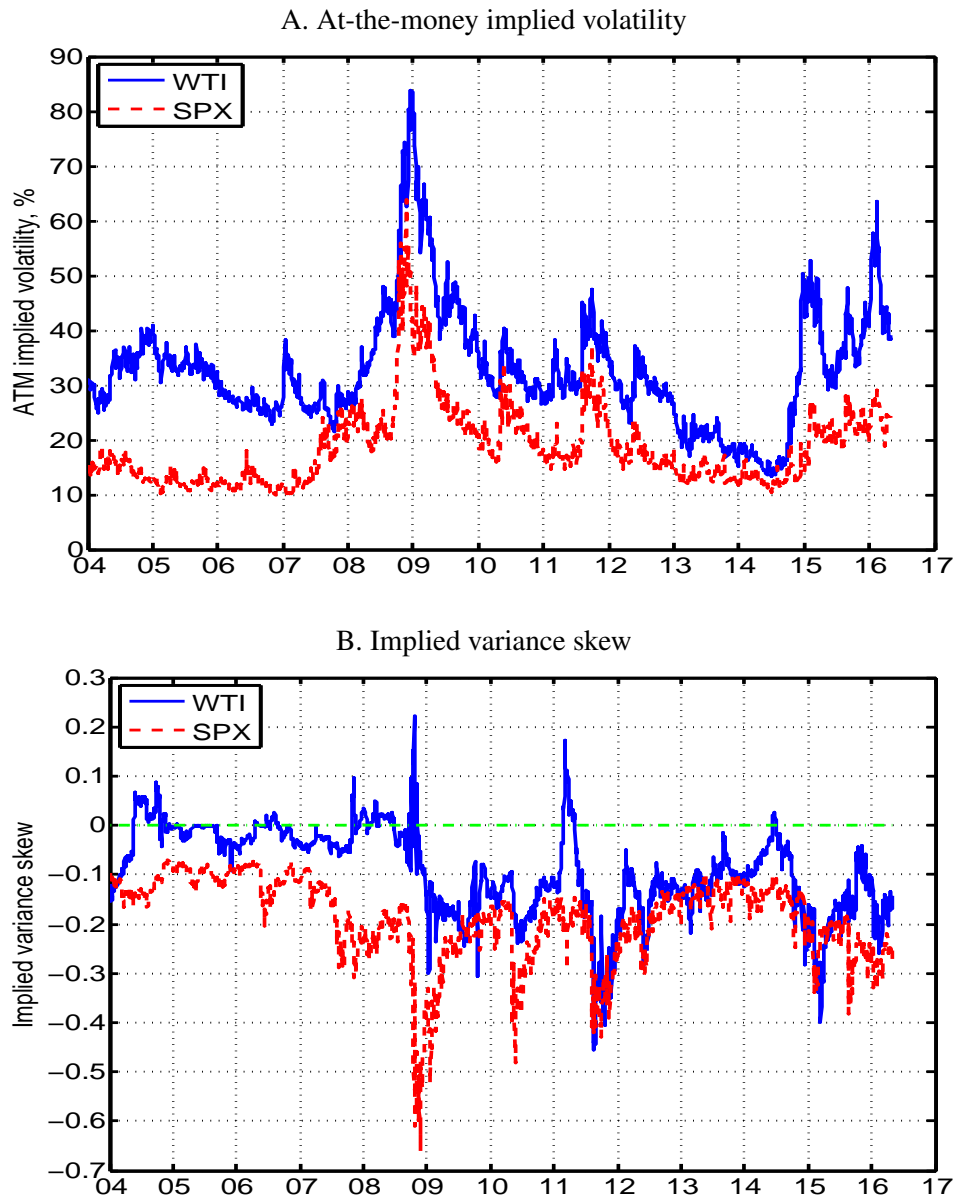 A. At-the-money implied volatility
90
80
70
60
50
40
30
20
10
0
ATM implied volatility, %
WTI
SPX
04 05 06 07 08 09 10 11 12 13 14 15 16 17
B. Implied variance skew
0.3
0.2
0.1
0
−0.1
−0.2
−0.3
−0.4
−0.5
−0.6
−0.7
Implied variance skew
WTI
SPX
04 05 06 07 08 09 10 11 12 13 14 15 16 17